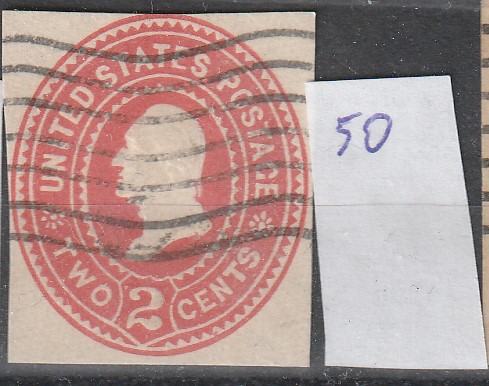 UNITED STATES POSTAGE
TWO 2 CENTS
50